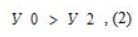 y 0 > y 2 , (2)